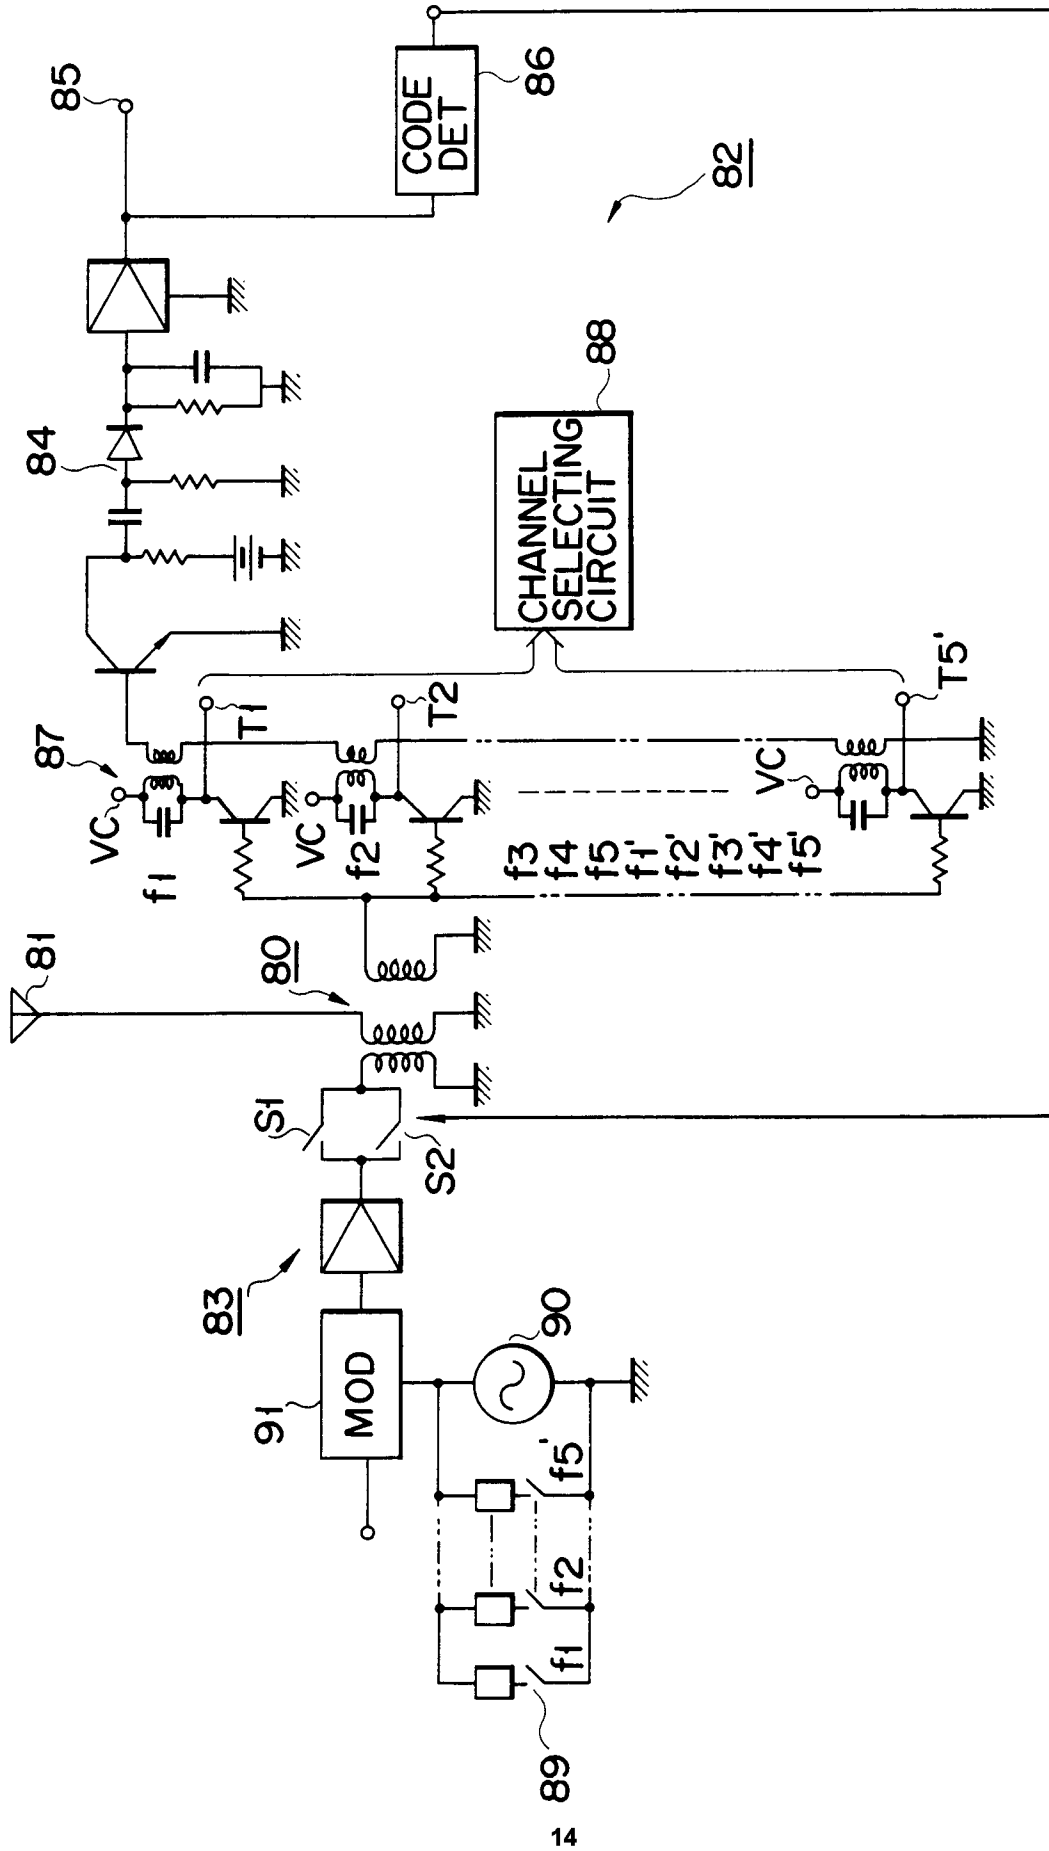 81
80
82
83
S1
S2
91
MOD
90
89
f1
f2
f5'
87
VC
f1
T1
VC
f2
T2
f3
f4
f5
f1'
f2'
f3'
f4'
f5'
VC
T5'
84
85
CODE
DET
86
CHANNEL
SELECTING
CIRCUIT
88
14